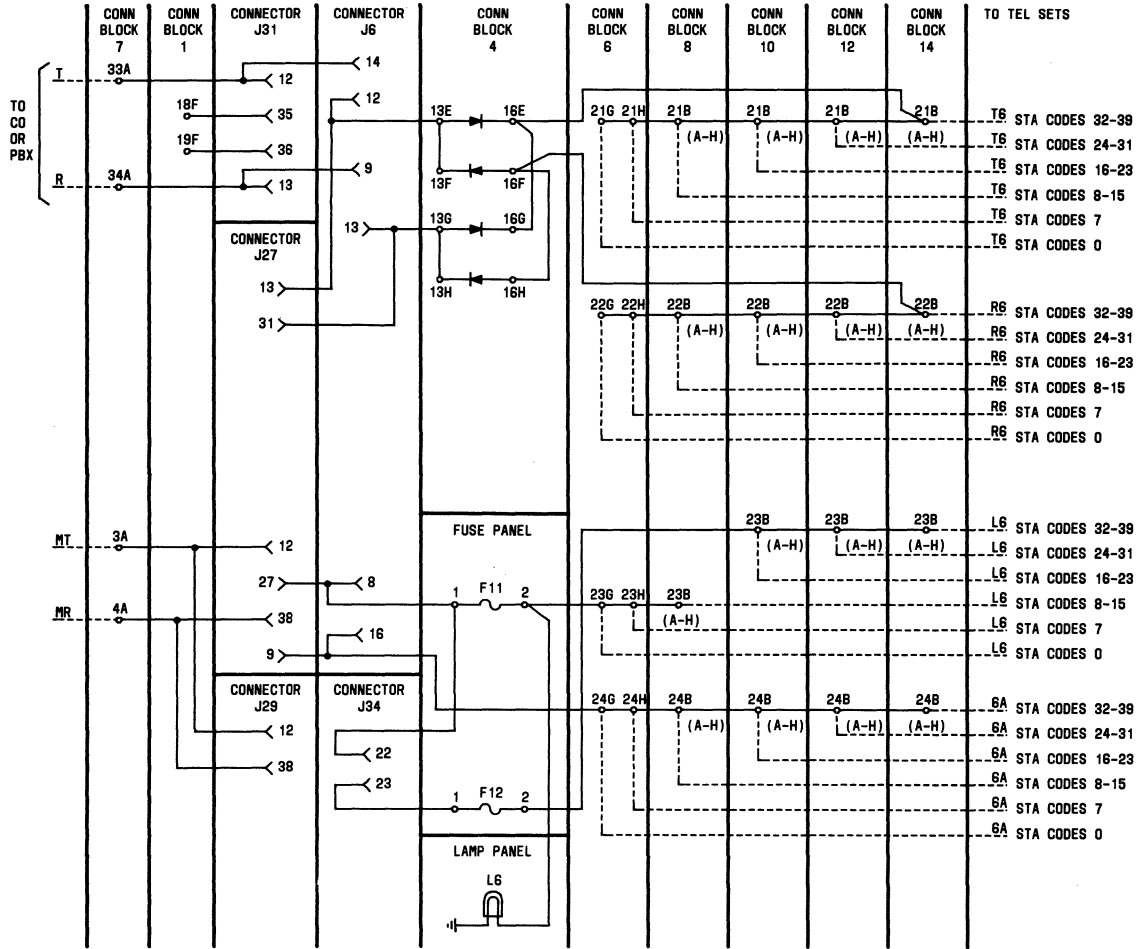 CONN BLOCK 7
CONN BLOCK 1
CONNECTOR J31
CONNECTOR J6
CONN BLOCK 4
CONN BLOCK 6
CONN BLOCK 8
CONN BLOCK 10
CONN BLOCK 12
CONN BLOCK 14
TO TEL SETS
TO CO OR PBX
T 33A 12 14
18F 35 12
19F 36
R 34A 13 9
13E 16E
13F 16F
13G 16G
13H 16H
13
CONNECTOR J27
13
31
21G 21H 21B 21B 21B 21B T6 STA CODES 32-39
(A-H) (A-H) (A-H) (A-H) T6 STA CODES 24-31
T6 STA CODES 16-23
T6 STA CODES 8-15
T6 STA CODES 7
T6 STA CODES 0
22G 22H 22B 22B 22B 22B R6 STA CODES 32-39
(A-H) (A-H) (A-H) (A-H) R6 STA CODES 24-31
R6 STA CODES 16-23
R6 STA CODES 8-15
R6 STA CODES 7
R6 STA CODES 0
FUSE PANEL
MT 3A 12
27 8
MR 4A 38
16
9
1 F11 2
23B 23B 23B L6 STA CODES 32-39
(A-H) (A-H) (A-H) L6 STA CODES 24-31
L6 STA CODES 16-23
23G 23H 23B L6 STA CODES 8-15
(A-H) L6 STA CODES 7
L6 STA CODES 0
CONNECTOR J29
12
38
CONNECTOR J34
22
23
1 F12 2
24G 24H 24B 24B 24B 24B 6A STA CODES 32-39
(A-H) (A-H) (A-H) (A-H) 6A STA CODES 24-31
6A STA CODES 16-23
6A STA CODES 8-15
6A STA CODES 7
6A STA CODES 0
LAMP PANEL
L6